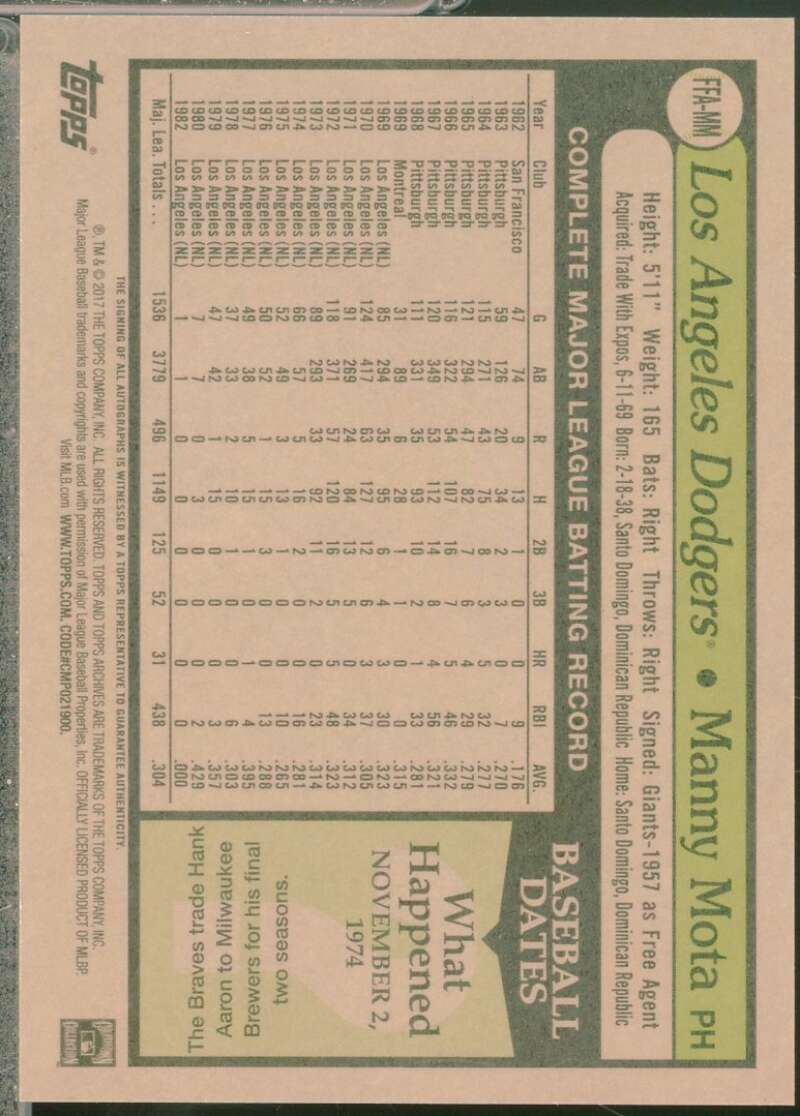 FFA-MM
Los Angeles Dodgers® • Manny Mota PH
Height: 5'11" Weight: 165 Bats: Right Throws: Right Signed: Giants-1957 as Free Agent
Acquired: Trade With Expos, 6-11-69 Born: 2-18-38, Santo Domingo, Dominican Republic Home: Santo Domingo, Dominican Republic
COMPLETE MAJOR LEAGUE BATTING RECORD
Year Club G AB R H 2B 3B HR RBI AVG.
1962 San Francisco 47 74 9 13 1 0 0 9 .176
1963 Pittsburgh 59 126 20 34 2 3 0 7 .270
1964 Pittsburgh 115 271 43 75 8 3 5 32 .277
1965 Pittsburgh 121 294 47 82 7 6 4 29 .279
1966 Pittsburgh 116 322 54 107 16 7 5 46 .332
1967 Pittsburgh 120 349 53 112 14 8 4 56 .321
1968 Pittsburgh 111 331 35 93 10 2 1 33 .281
1969 Montreal 31 89 6 28 1 1 0 0 .315
1969 Los Angeles (NL) 85 294 35 95 6 4 3 30 .323
1970 Los Angeles (NL) 124 417 63 127 12 6 3 37 .305
1971 Los Angeles (NL) 91 269 24 84 13 5 0 34 .312
1972 Los Angeles (NL) 118 371 57 120 16 5 5 48 .323
1973 Los Angeles (NL) 89 293 33 92 11 2 0 23 .314
1974 Los Angeles (NL) 66 57 5 16 2 0 0 16 .281
1975 Los Angeles (NL) 52 49 3 13 1 0 0 10 .265
1976 Los Angeles (NL) 50 52 1 15 3 0 0 13 .288
1977 Los Angeles (NL) 49 38 5 15 1 0 1 4 .395
1978 Los Angeles (NL) 37 33 2 10 1 0 0 6 .303
1979 Los Angeles (NL) 47 42 1 15 0 0 0 3 .357
1980 Los Angeles (NL) 7 7 0 3 0 0 0 2 .429
1982 Los Angeles (NL) 1 1 0 0 0 0 0 0 .000
Maj. Lea. Totals . . . 1536 3779 496 1149 125 52 31 438 .304
BASEBALL
DATES
What
Happened
NOVEMBER 2,
1974
The Braves trade Hank
Aaron to Milwaukee
Brewers for his final
two seasons.
THE SIGNING OF ALL AUTOGRAPHS IS WITNESSED BY A TOPPS REPRESENTATIVE TO GUARANTEE AUTHENTICITY.
®, TM & © 2017 THE TOPPS COMPANY, INC. ALL RIGHTS RESERVED. TOPPS AND TOPPS ARCHIVES ARE TRADEMARKS OF THE TOPPS COMPANY, INC.
Major League Baseball trademarks and copyrights are used with permission of Major League Baseball Properties, Inc. OFFICIALLY LICENSED PRODUCT OF MLBP.
Visit MLB.com WWW.TOPPS.COM. CODE#CMP021900.
TOPPS®